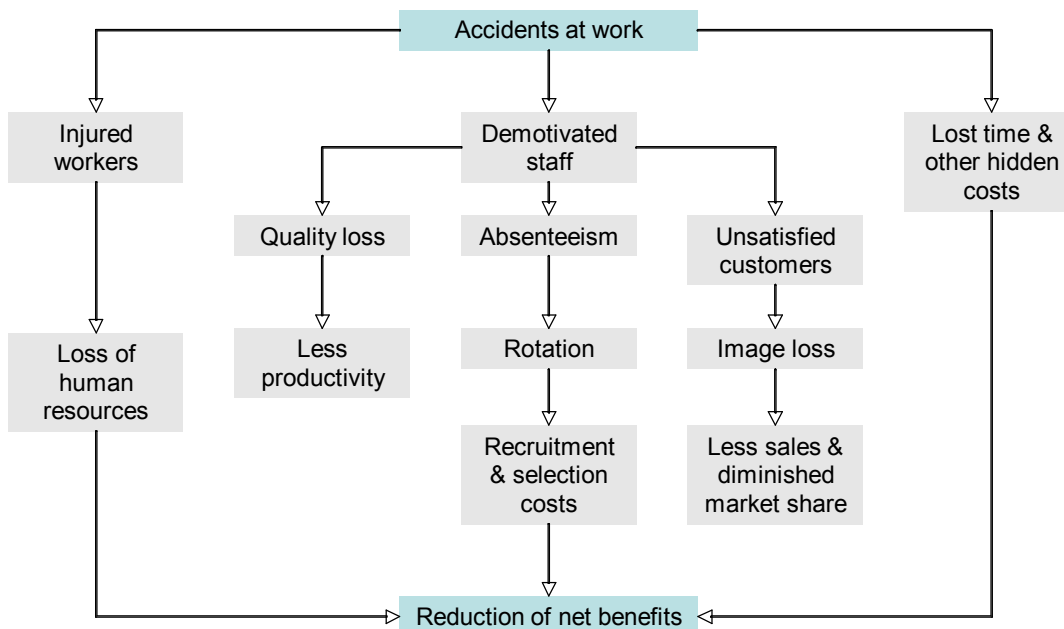 Accidents at work
Injured
workers
Demotivated
staff
Lost time &
other hidden
costs
Quality loss
Absenteeism
Unsatisfied
customers
Loss of
human
resources
Less
productivity
Rotation
Image loss
Recruitment
& selection
costs
Less sales &
diminished
market share
Reduction of net benefits